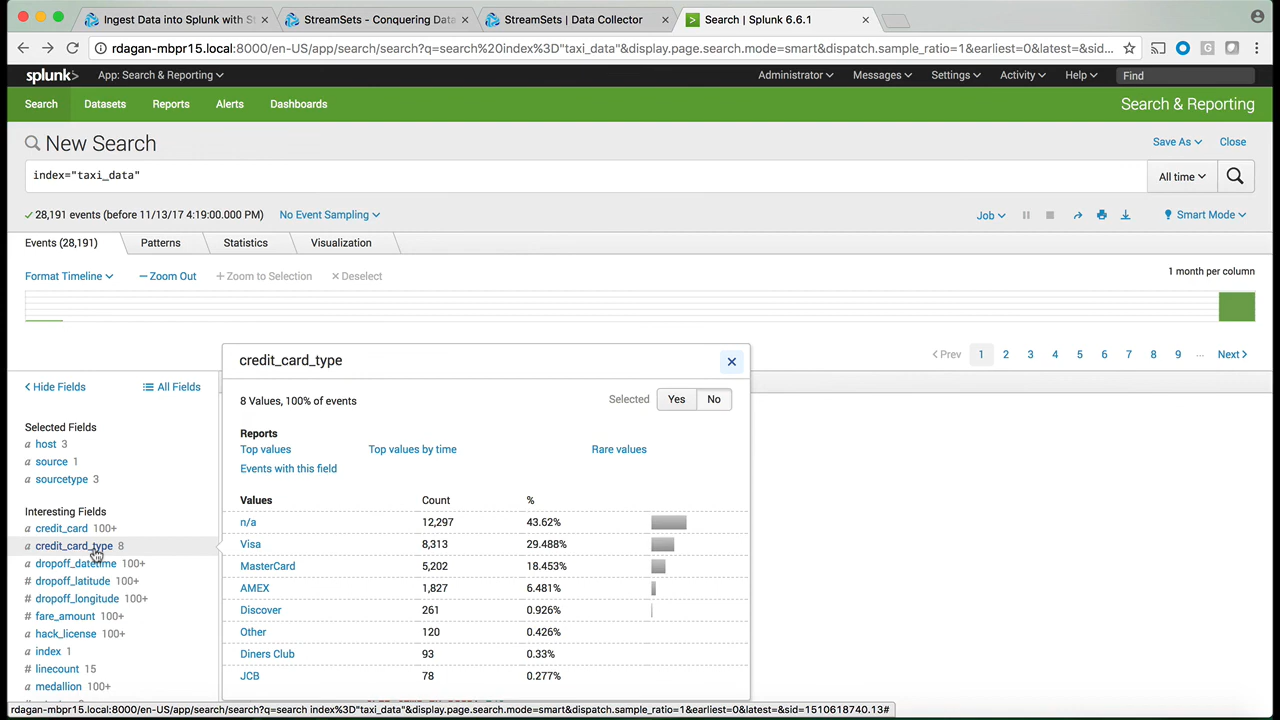 Ingest Data into Splunk with St
StreamSets - Conquering Data
StreamSets | Data Collector
Search | Splunk 6.6.1
rdagan-mbpr15.local:8000/en-US/app/search/search?q=search%20index%3D"taxi_data"&display.page.search.mode=smart&dispatch.sample_ratio=1&earliest=0&latest=&sid...
splunk>
App: Search & Reporting
Administrator
Messages
Settings
Activity
Help
Find
Search
Datasets
Reports
Alerts
Dashboards
Search & Reporting
New Search
Save As
Close
index="taxi_data"
All time
28,191 events (before 11/13/17 4:19:00.000 PM)
No Event Sampling
Job
Smart Mode
Events (28,191)
Patterns
Statistics
Visualization
Format Timeline
— Zoom Out
+ Zoom to Selection
× Deselect
1 month per column
< Prev
1
2
3
4
5
6
7
8
9
...
Next >
< Hide Fields
All Fields
Selected Fields
a host 3
a source 1
a sourcetype 3
Interesting Fields
a credit_card 100+
a credit_card_type 8
a dropoff_datetime 100+
# dropoff_latitude 100+
# dropoff_longitude 100+
# fare_amount 100+
a hack_license 100+
a index 1
# linecount 15
a medallion 100+
credit_card_type
8 Values, 100% of events
Selected
Yes
No
Reports
Top values
Top values by time
Rare values
Events with this field
Values Count %
n/a 12,297 43.62%
Visa 8,313 29.488%
MasterCard 5,202 18.453%
AMEX 1,827 6.481%
Discover 261 0.926%
Other 120 0.426%
Diners Club 93 0.33%
JCB 78 0.277%
rdagan-mbpr15.local:8000/en-US/app/search/search?q=search index%3D"taxi_data"&display.page.search.mode=smart&dispatch.sample_ratio=1&earliest=0&latest=&sid=1510618740.13#